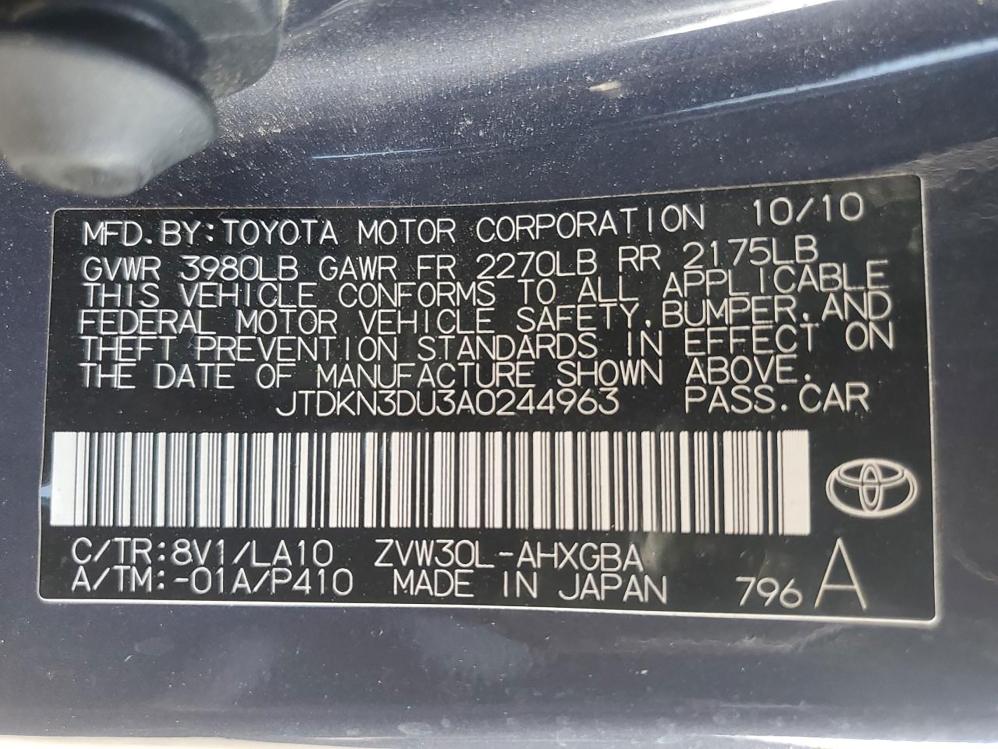 MFD.BY:TOYOTA MOTOR CORPORATION 10/10
GVWR 3980LB GAWR FR 2270LB RR 2175LB
THIS VEHICLE CONFORMS TO ALL APPLICABLE
FEDERAL MOTOR VEHICLE SAFETY,BUMPER,AND
THEFT PREVENTION STANDARDS IN EFFECT ON
THE DATE OF MANUFACTURE SHOWN ABOVE.
JTDKN3DU3A0244963 PASS.CAR
C/TR:8V1/LA10 ZVW30L-AHXGBA
A/TM:-01A/P410 MADE IN JAPAN 796 A